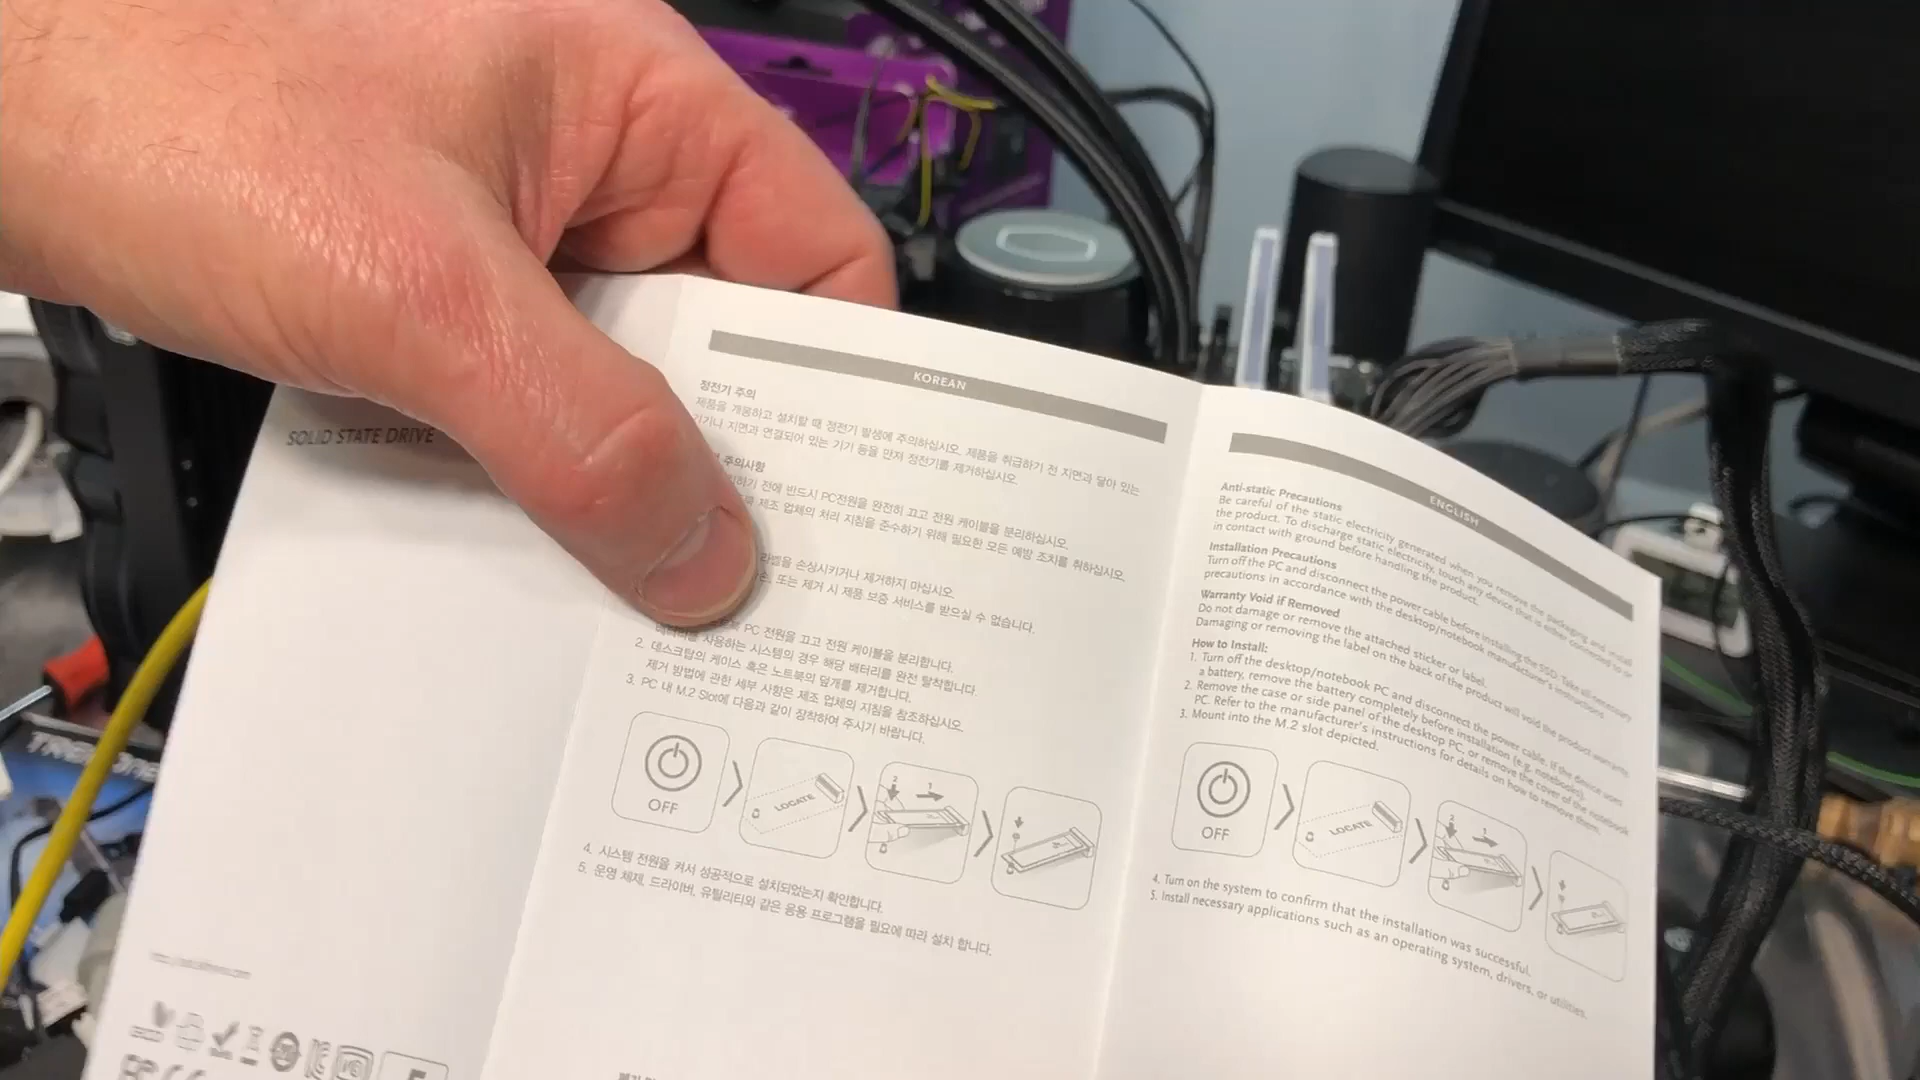 SOLID STATE DRIVE
KOREAN
정전기 주의
제품을 개봉하고 설치할 때 정전기 발생에 주의하십시오. 제품을 취급하기 전 지면과 닿아 있는
기기나 지면과 연결되어 있는 기기 등을 만져 정전기를 제거하십시오.
주의사항
전에 반드시 PC전원을 완전히 끄고 전원 케이블을 분리하십시오.
제조 업체의 처리 지침을 준수하기 위해 필요한 모든 예방 조치를 취하십시오.
라벨을 손상시키거나 제거하지 마십시오.
또는 제거 시 제품 보증 서비스를 받으실 수 없습니다.
PC 전원을 끄고 전원 케이블을 분리합니다.
배터리를 사용하는 시스템의 경우 해당 배터리를 완전 탈착합니다.
2. 데스크탑의 케이스 혹은 노트북의 덮개를 제거합니다.
제거 방법에 관한 세부 사항은 제조 업체의 지침을 참조하십시오.
3. PC 내 M.2 Slot에 다음과 같이 장착하여 주시기 바랍니다.
OFF
LOCATE
2 1
4. 시스템 전원을 켜서 성공적으로 설치되었는지 확인합니다.
5. 운영 체제, 드라이버, 유틸리티와 같은 응용 프로그램을 필요에 따라 설치 합니다.
ENGLISH
Anti-static Precautions
Be careful of the static electricity generated when you remove the packaging and install
the product. To discharge static electricity, touch any device that is either connected to or
in contact with ground before handling the product.
Installation Precautions
Turn off the PC and disconnect the power cable before installing the SSD. Take all necessary
precautions in accordance with the desktop/notebook manufacturer's instructions.
Warranty Void if Removed
Do not damage or remove the attached sticker or label.
Damaging or removing the label on the back of the product will void the product warranty.
How to Install:
1. Turn off the desktop/notebook PC and disconnect the power cable. If the device uses
a battery, remove the battery completely before installation (e.g. notebooks).
2. Remove the case or side panel of the desktop PC, or remove the cover of the notebook
PC. Refer to the manufacturer's instructions for details on how to remove them.
3. Mount into the M.2 slot depicted.
OFF
LOCATE
2 1
4. Turn on the system to confirm that the installation was successful.
5. Install necessary applications such as an operating system, drivers, or utilities.